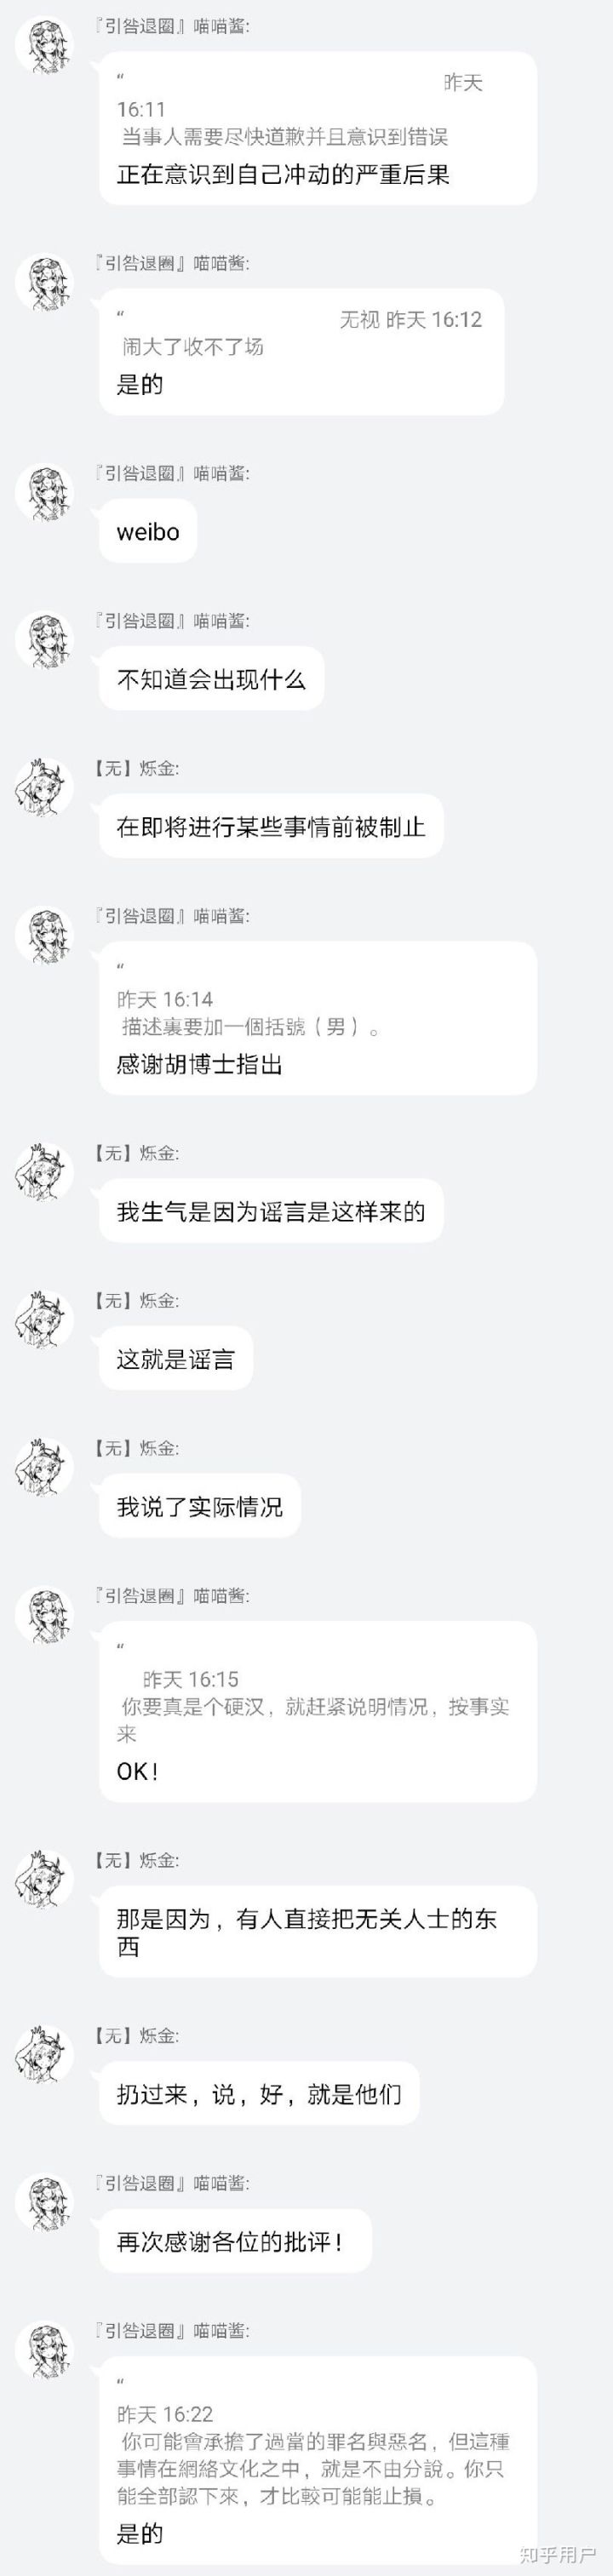 『引咎退圈』喵喵酱:
“ 昨天
16:11
当事人需要尽快道歉并且意识到错误
正在意识到自己冲动的严重后果
『引咎退圈』喵喵酱:
“ 无视 昨天 16:12
闹大了收不了场
是的
『引咎退圈』喵喵酱:
weibo
『引咎退圈』喵喵酱:
不知道会出现什么
【无】烁金:
在即将进行某些事情前被制止
『引咎退圈』喵喵酱:
“
昨天 16:14
描述裏要加一個括號（男）。
感谢胡博士指出
【无】烁金:
我生气是因为谣言是这样来的
【无】烁金:
这就是谣言
【无】烁金:
我说了实际情况
『引咎退圈』喵喵酱:
“
昨天 16:15
你要真是个硬汉，就赶紧说明情况，按事实
来
OK！
【无】烁金:
那是因为，有人直接把无关人士的东
西
【无】烁金:
扔过来，说，好，就是他们
『引咎退圈』喵喵酱:
再次感谢各位的批评！
『引咎退圈』喵喵酱:
“
昨天 16:22
你可能會承擔了過當的罪名與惡名，但這種
事情在網絡文化之中，就是不由分說。你只
能全部認下來，才比較可能能止損。
是的
知乎用户